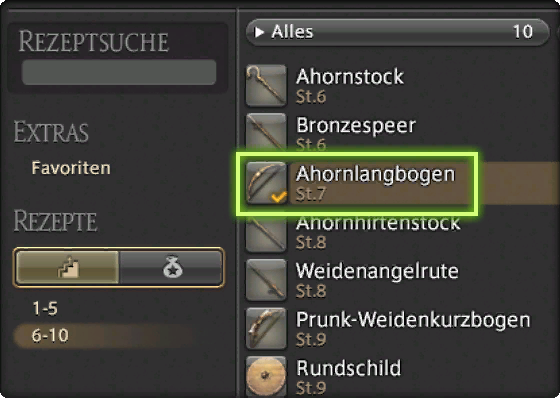 REZEPTSUCHE
EXTRAS
Favoriten
REZEPTE
1-5
6-10
Alles 10
Ahornstock
St.6
Bronzespeer
St.6
Ahornlangbogen
St.7
Ahornhirtenstock
St.8
Weidenangelrute
St.8
Prunk-Weidenkurzbogen
St.9
Rundschild
St.9